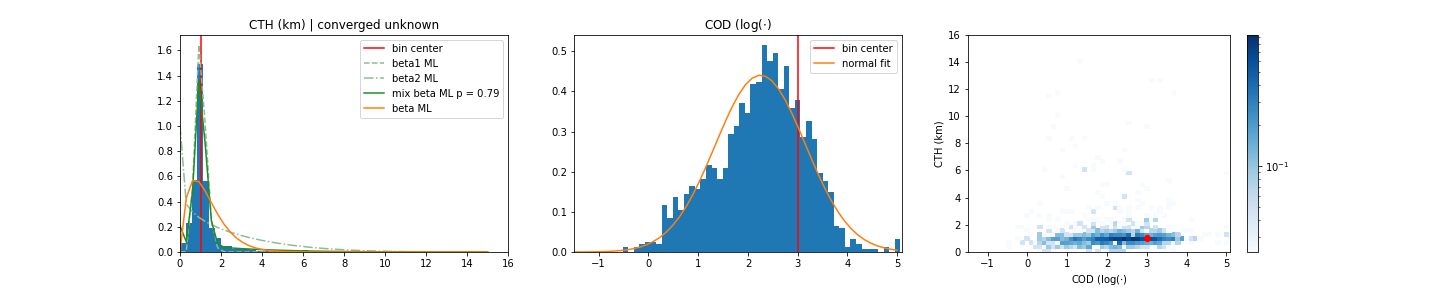 CTH (km) | converged unknown
1.6
1.4
1.2
1.0
0.8
0.6
0.4
0.2
0.0
0 2 4 6 8 10 12 14 16
bin center
beta1 ML
beta2 ML
mix beta ML p = 0.79
beta ML
COD (log(·)
0.5
0.4
0.3
0.2
0.1
0.0
−1 0 1 2 3 4 5
bin center
normal fit
CTH (km)
16
14
12
10
8
6
4
2
0
−1 0 1 2 3 4 5
COD (log(·)
10⁻¹